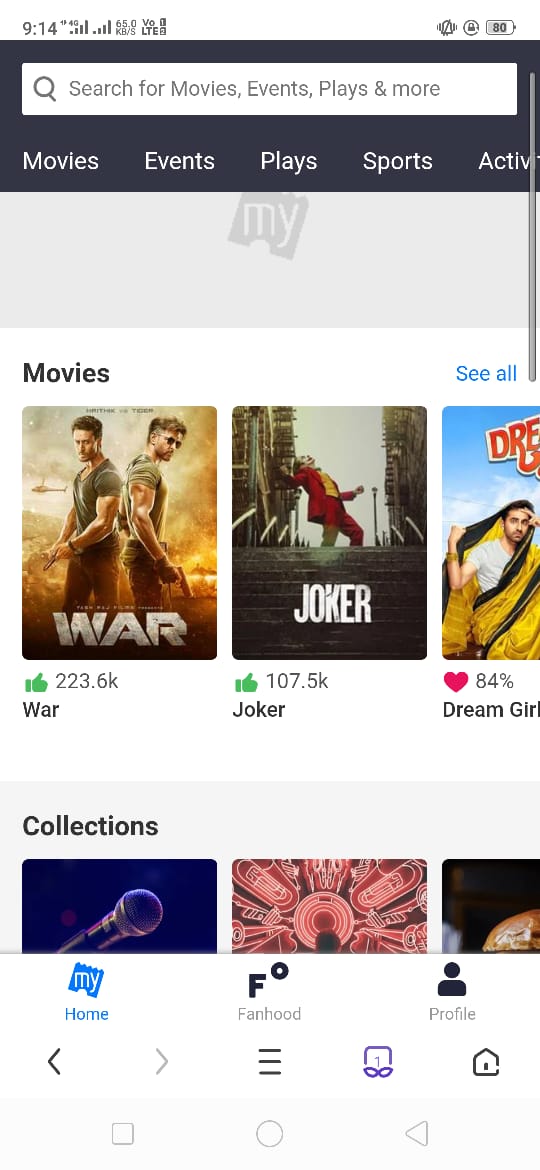 9:14 4G 65.0 KB/S Vo LTE 80
Search for Movies, Events, Plays & more
Movies Events Plays Sports Activit
my
Movies See all
HRITHIK VS TIGER
YASH RAJ FILMS PRESENTS
WAR
JOKER
DRE
223.6k 107.5k 84%
War Joker Dream Girl
Collections
my
F
Home Fanhood Profile
1